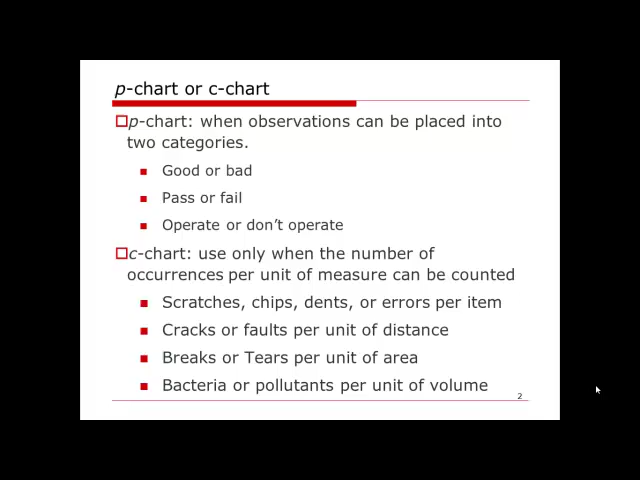 p-chart or c-chart
p-chart: when observations can be placed into
two categories.
Good or bad
Pass or fail
Operate or don't operate
c-chart: use only when the number of
occurrences per unit of measure can be counted
Scratches, chips, dents, or errors per item
Cracks or faults per unit of distance
Breaks or Tears per unit of area
Bacteria or pollutants per unit of volume
2